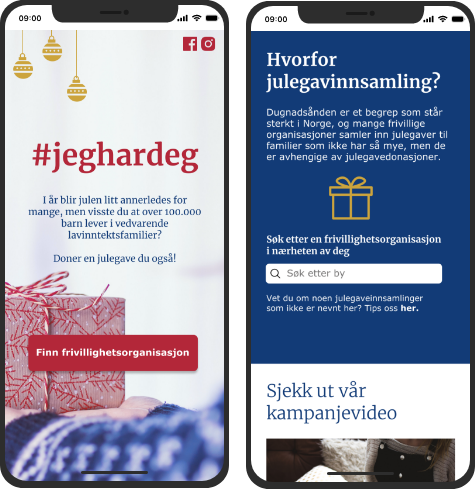 09:00
#jeghardeg
I år blir julen litt annerledes for
mange, men visste du at over 100.000
barn lever i vedvarende
lavinntektsfamilier?
Doner en julegave du også!
Finn frivillighetsorganisasjon
09:00
Hvorfor
julegavinnsamling?
Dugnadsånden er et begrep som står
sterkt i Norge, og mange frivillige
organisasjoner samler inn julegaver til
familier som ikke har så mye, men de
er avhengige av julegavedonasjoner.
Søk etter en frivillighetsorganisasjon
i nærheten av deg
Søk etter by
Vet du om noen julegaveinnsamlinger
som ikke er nevnt her? Tips oss her.
Sjekk ut vår
kampanjevideo